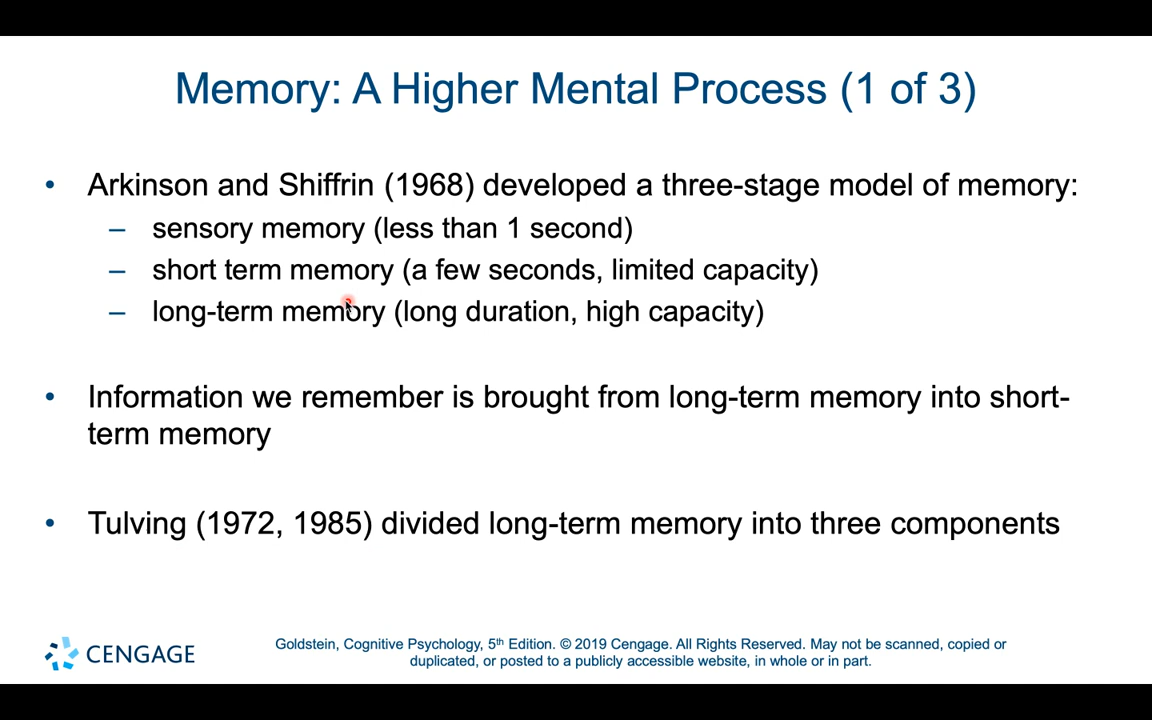 Memory: A Higher Mental Process (1 of 3)
• Arkinson and Shiffrin (1968) developed a three-stage model of memory:
– sensory memory (less than 1 second)
– short term memory (a few seconds, limited capacity)
– long-term memory (long duration, high capacity)
• Information we remember is brought from long-term memory into short-
term memory
• Tulving (1972, 1985) divided long-term memory into three components
CENGAGE
Goldstein, Cognitive Psychology, 5th Edition. © 2019 Cengage. All Rights Reserved. May not be scanned, copied or
duplicated, or posted to a publicly accessible website, in whole or in part.